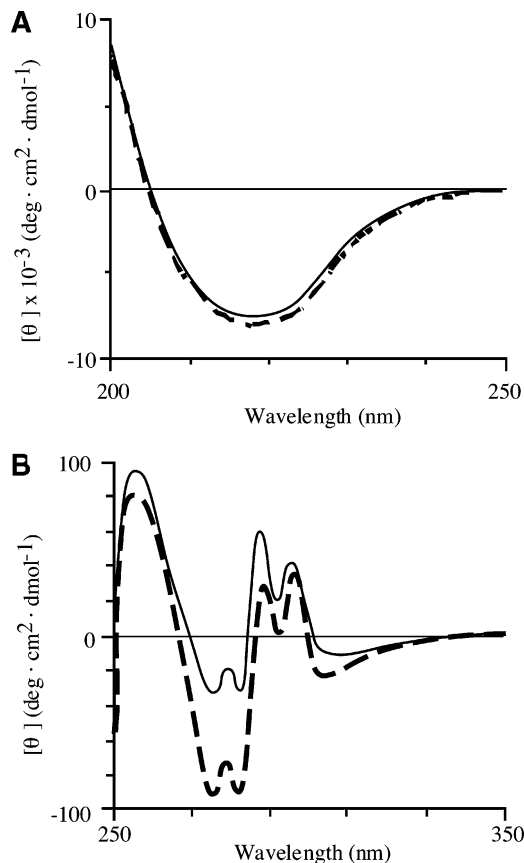 A
10
0
-10
[θ] x 10-3 (deg · cm2 · dmol-1)
200
250
Wavelength (nm)
B
100
0
-100
[θ] (deg · cm2 · dmol-1)
250
350
Wavelength (nm)